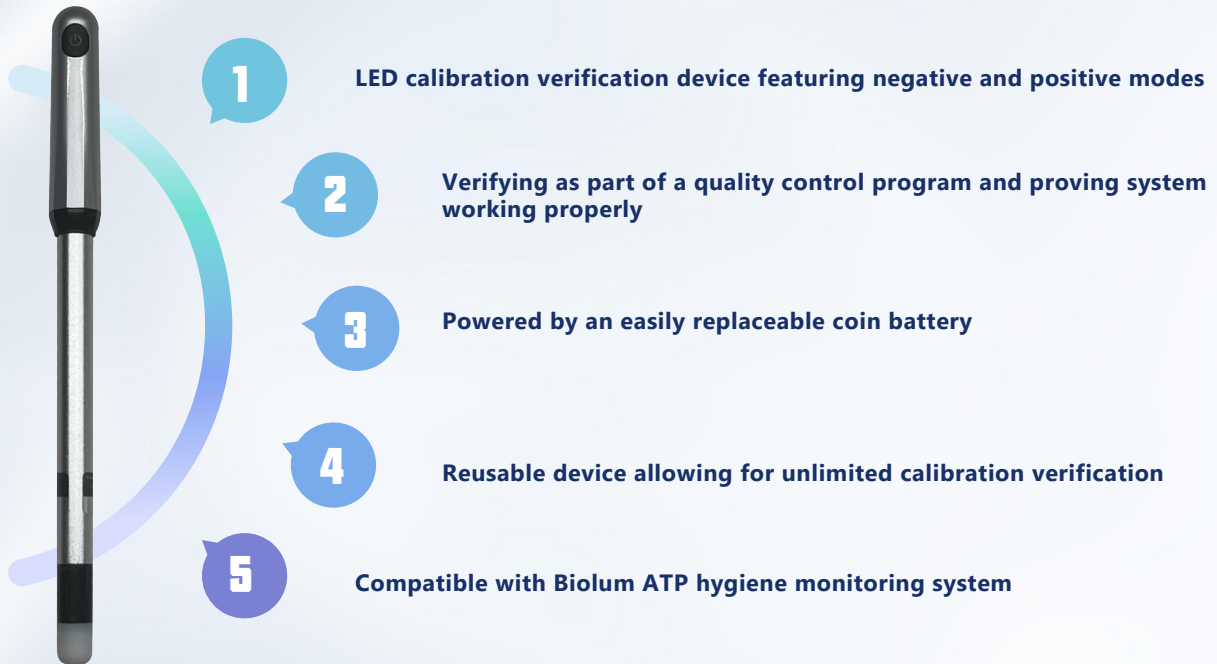 1
LED calibration verification device featuring negative and positive modes
2
Verifying as part of a quality control program and proving system
working properly
3
Powered by an easily replaceable coin battery
4
Reusable device allowing for unlimited calibration verification
5
Compatible with Biolum ATP hygiene monitoring system